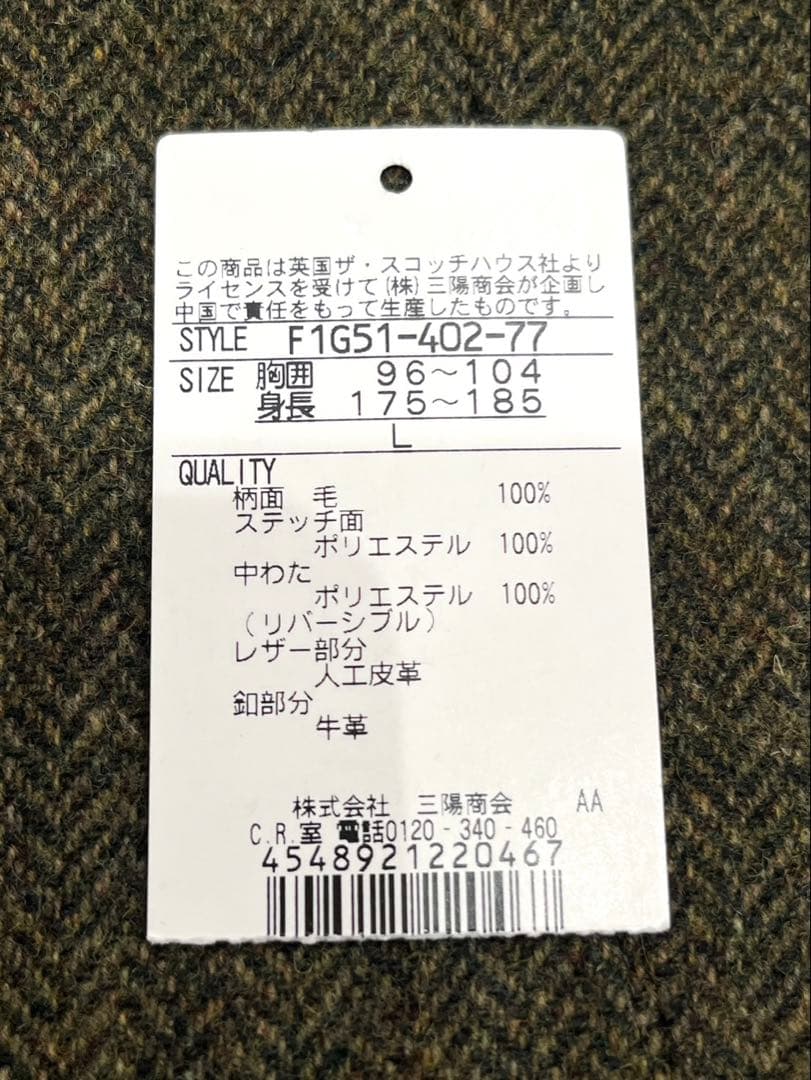 この商品は英国ザ・スコッチハウス社より
ライセンスを受けて(株)三陽商会が企画し
中国で責任をもって生産したものです。
STYLE F1G51-402-77
SIZE 胸囲 96～104
身長 175～185
L
QUALITY
柄面 毛 100%
ステッチ面
ポリエステル 100%
中わた
ポリエステル 100%
(リバーシブル)
レザー部分
人工皮革
釦部分
牛革
株式会社 三陽商会 AA
C.R.室 電話0120-340-460
4548921220467